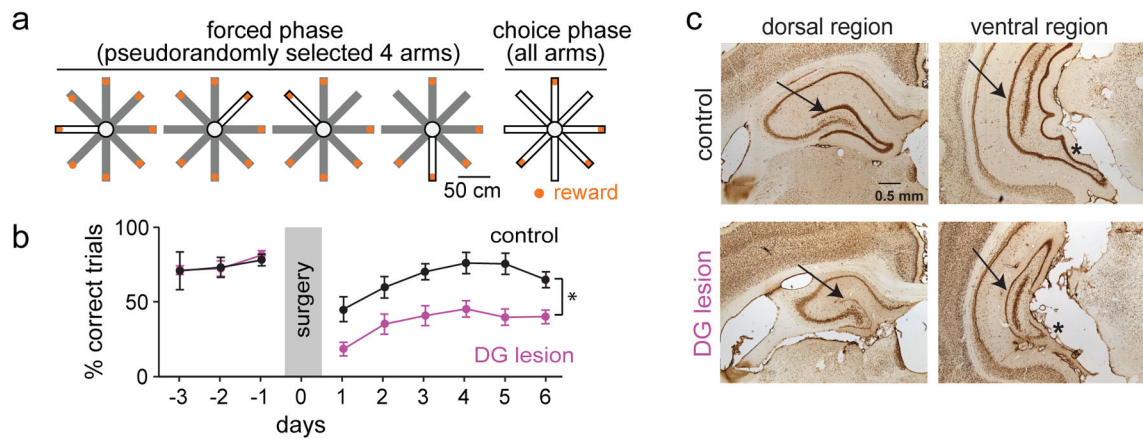 a
forced phase
(pseudorandomly selected 4 arms)
choice phase
(all arms)
50 cm
reward
b
% correct trials
100
50
0
surgery
control
*
DG lesion
-3 -2 -1 0 1 2 3 4 5 6
days
c
dorsal region
ventral region
control
0.5 mm
*
DG lesion
*